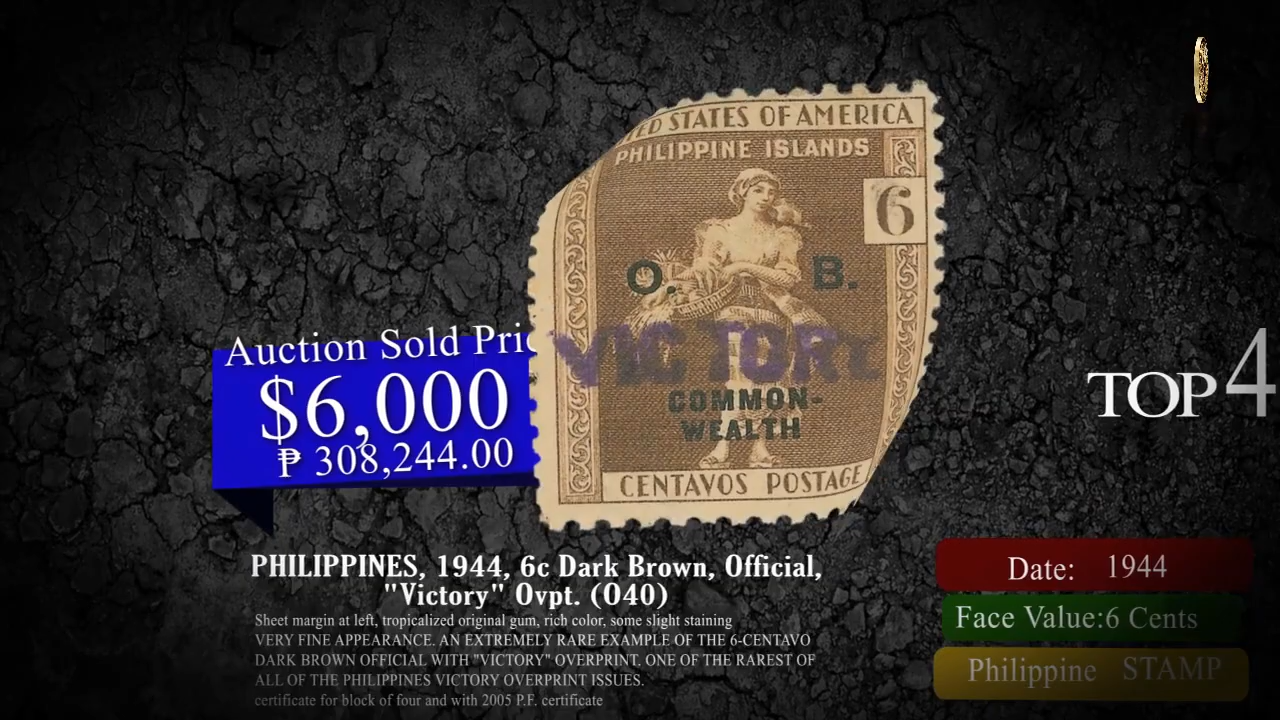 ED STATES OF AMERICA
PHILIPPINE ISLANDS
6
O. B.
VICTORY
COMMON-
WEALTH
CENTAVOS POSTAGE
Auction Sold Pric
$6,000
₱ 308,244.00
TOP 4
PHILIPPINES, 1944, 6c Dark Brown, Official,
"Victory" Ovpt. (O40)
Sheet margin at left, tropicalized original gum, rich color, some slight staining
VERY FINE APPEARANCE. AN EXTREMELY RARE EXAMPLE OF THE 6-CENTAVO
DARK BROWN OFFICIAL WITH "VICTORY" OVERPRINT. ONE OF THE RAREST OF
ALL OF THE PHILIPPINES VICTORY OVERPRINT ISSUES.
certificate for block of four and with 2005 P.F. certificate
Date: 1944
Face Value:6 Cents
Philippine STAMP